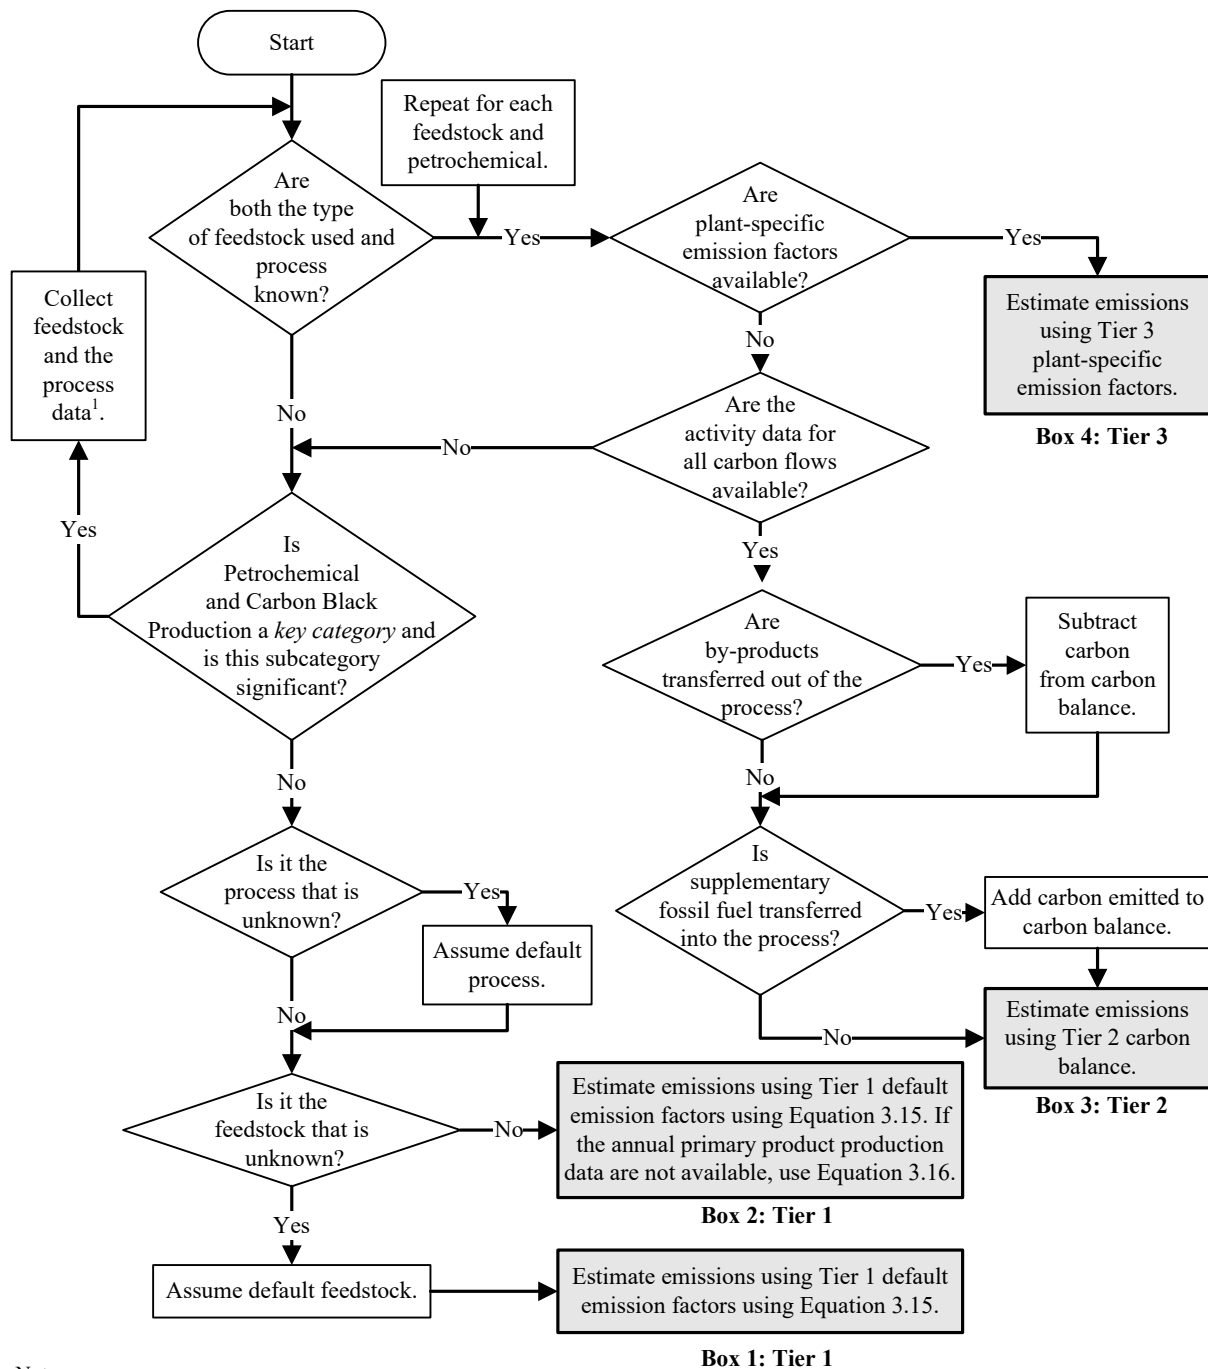 Start
Repeat for each
feedstock and
petrochemical.
Are
both the type
of feedstock used and
process
known?
Yes
Are
plant-specific
emission factors
available?
Yes
Collect
feedstock
and the
process
data¹.
Estimate emissions
using Tier 3
plant-specific
emission factors.
Box 4: Tier 3
No
No
Are the
activity data for
all carbon flows
available?
No
Yes
Yes
Is
Petrochemical
and Carbon Black
Production a key category and
is this subcategory
significant?
Are
by-products
transferred out of the
process?
Yes
Subtract
carbon
from carbon
balance.
No
No
Is it the
process that is
unknown?
Yes
Assume default
process.
Is
supplementary
fossil fuel transferred
into the process?
Yes
Add carbon emitted to
carbon balance.
No
No
Estimate emissions
using Tier 2 carbon
balance.
Box 3: Tier 2
Is it the
feedstock that is
unknown?
No
Estimate emissions using Tier 1 default
emission factors using Equation 3.15. If
the annual primary product production
data are not available, use Equation 3.16.
Box 2: Tier 1
Yes
Assume default feedstock.
Estimate emissions using Tier 1 default
emission factors using Equation 3.15.
Box 1: Tier 1